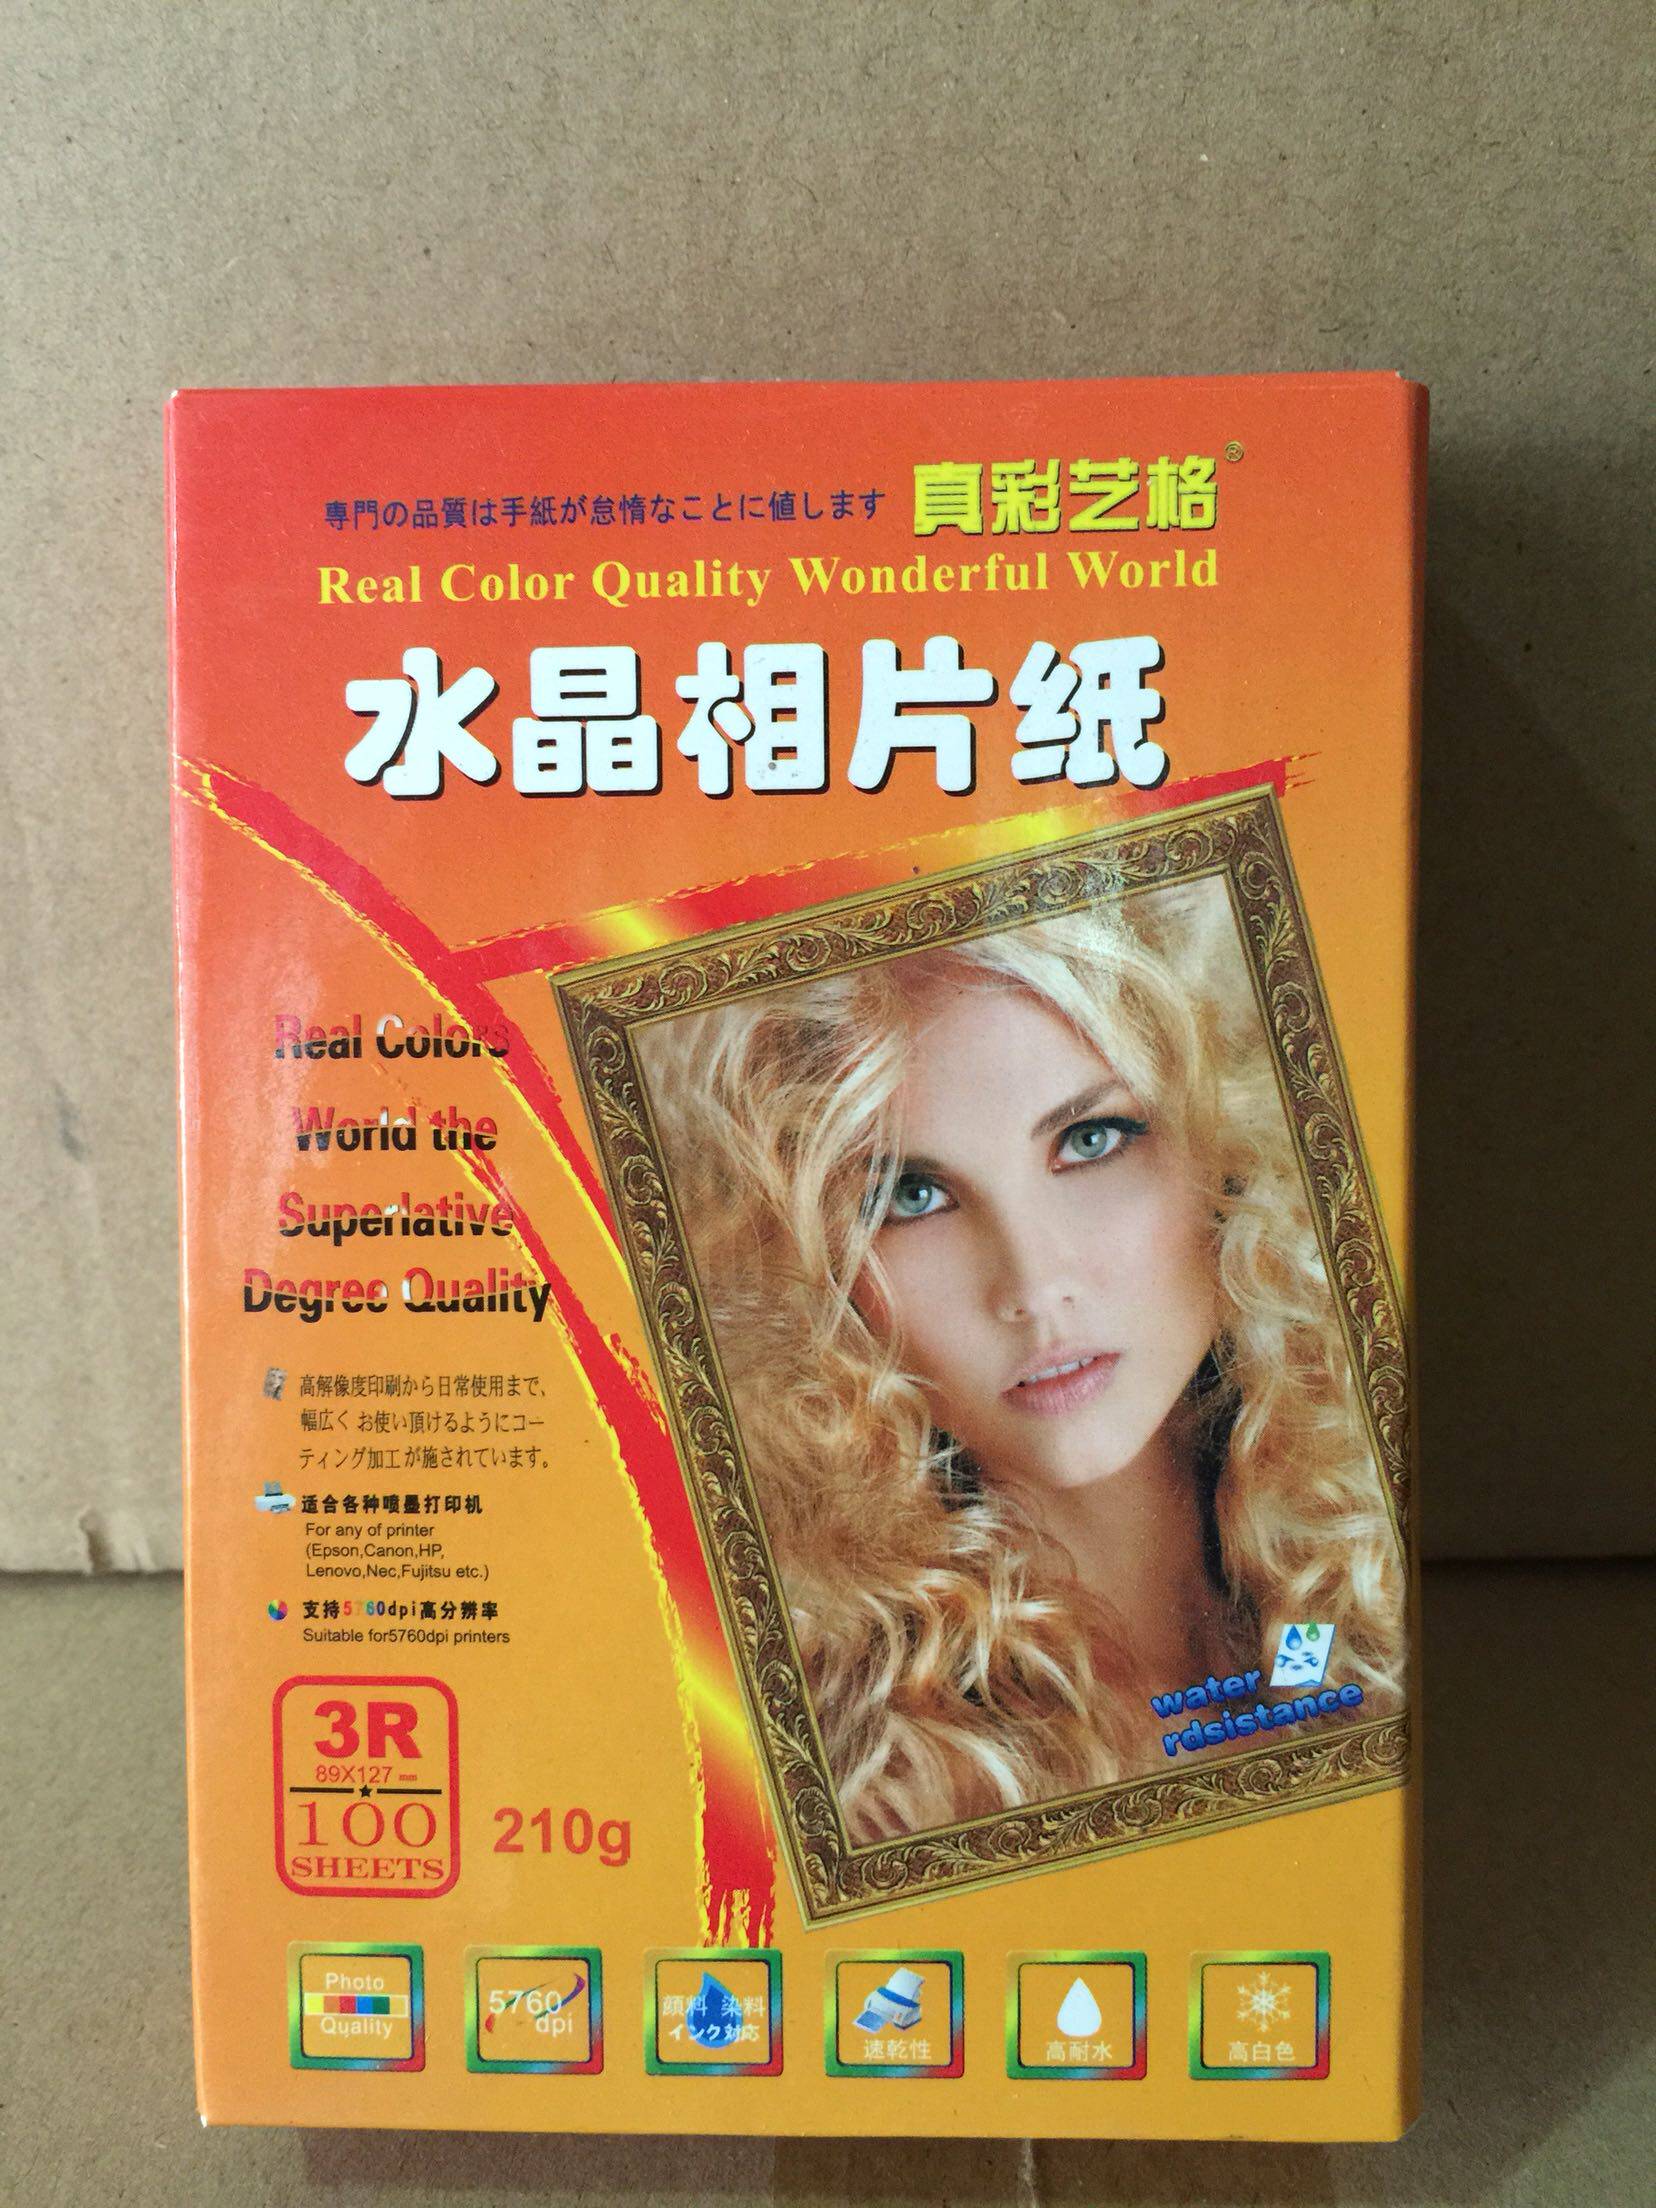 専門の品質は手紙が怠惰なことに値します 真彩艺格®
Real Color Quality Wonderful World
水晶相片纸
Real Colors
World the
Superlative
Degree Quality
高解像度印刷から日常使用まで、
幅広く お使い頂けるようにコー
ティング加工が施されています。
适合各种喷墨打印机
For any of printer
(Epson,Canon,HP,
Lenovo,Nec,Fujitsu etc.)
支持5760dpi高分辨率
Suitable for5760dpi printers
water
rdsistance
3R
89X127 mm
100
SHEETS
210g
Photo
Quality
5760
dpi
顔料 染料
インク対応
速乾性
高耐水
高白色